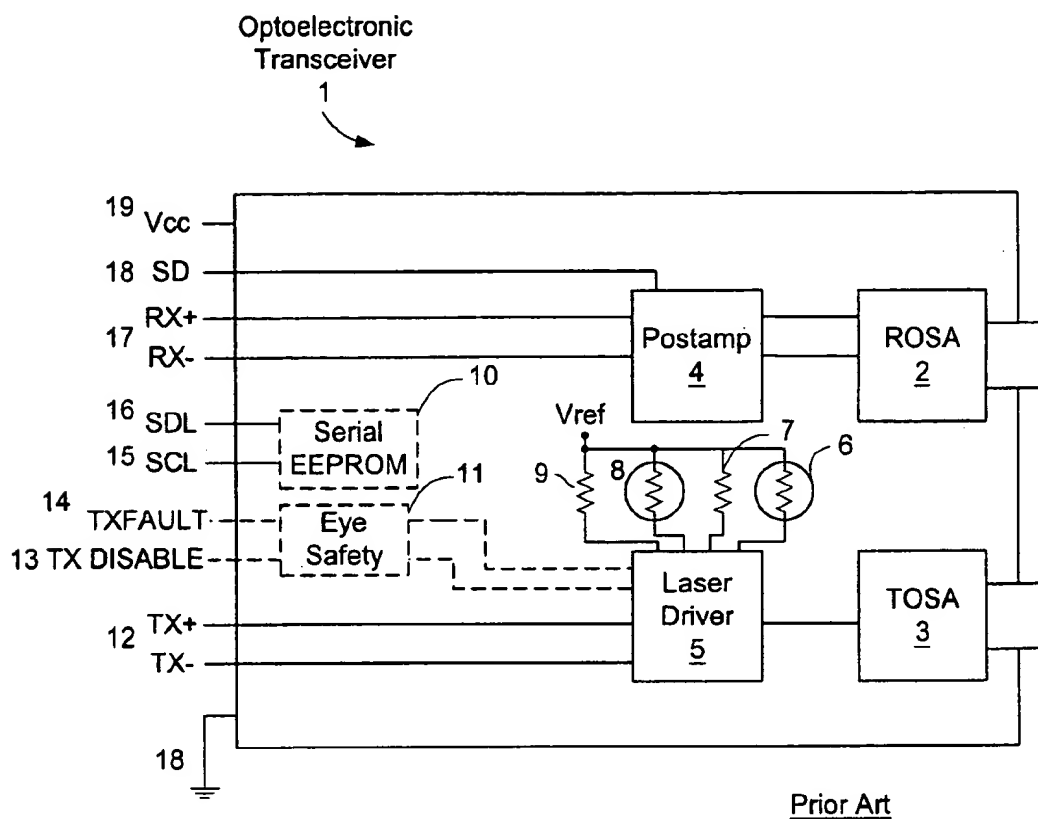 Optoelectronic
Transceiver
1
19 Vcc
18 SD
RX+
17
RX-
Postamp
4
ROSA
2
10
16 SDL
15 SCL
Serial
EEPROM
Vref
7
6
9
8
11
14
TXFAULT
13 TX DISABLE
Eye
Safety
Laser
Driver
5
TOSA
3
TX+
12
TX-
18
Prior Art